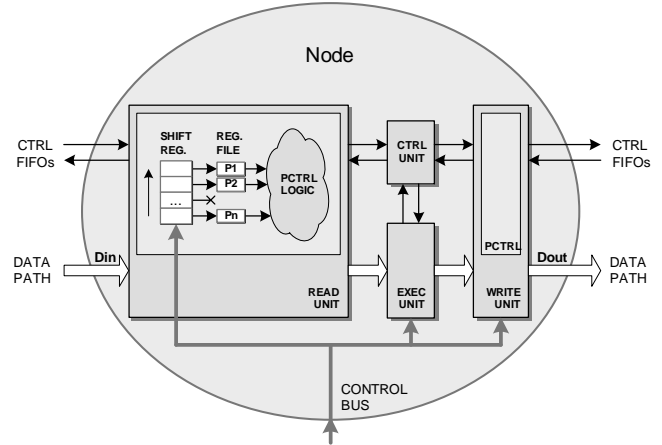 Node
SHIFT
REG.
REG.
FILE
P1
P2
...
Pn
PCTRL
LOGIC
READ
UNIT
CTRL
UNIT
EXEC
UNIT
PCTRL
WRITE
UNIT
CTRL
FIFOs
CTRL
FIFOs
DATA
PATH
Din
Dout
DATA
PATH
CONTROL
BUS